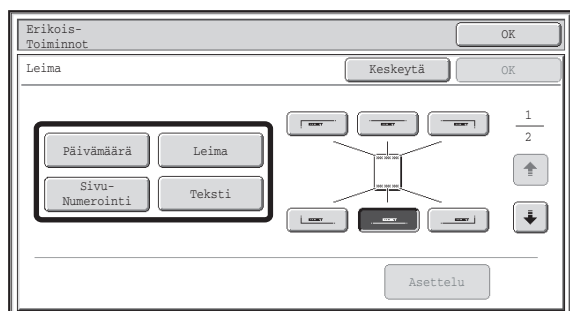 Erikois-
Toiminnot
OK
Leima
Keskeytä
OK
1
2
Päivämäärä
Leima
Sivu-
Numerointi
Teksti
Asettelu